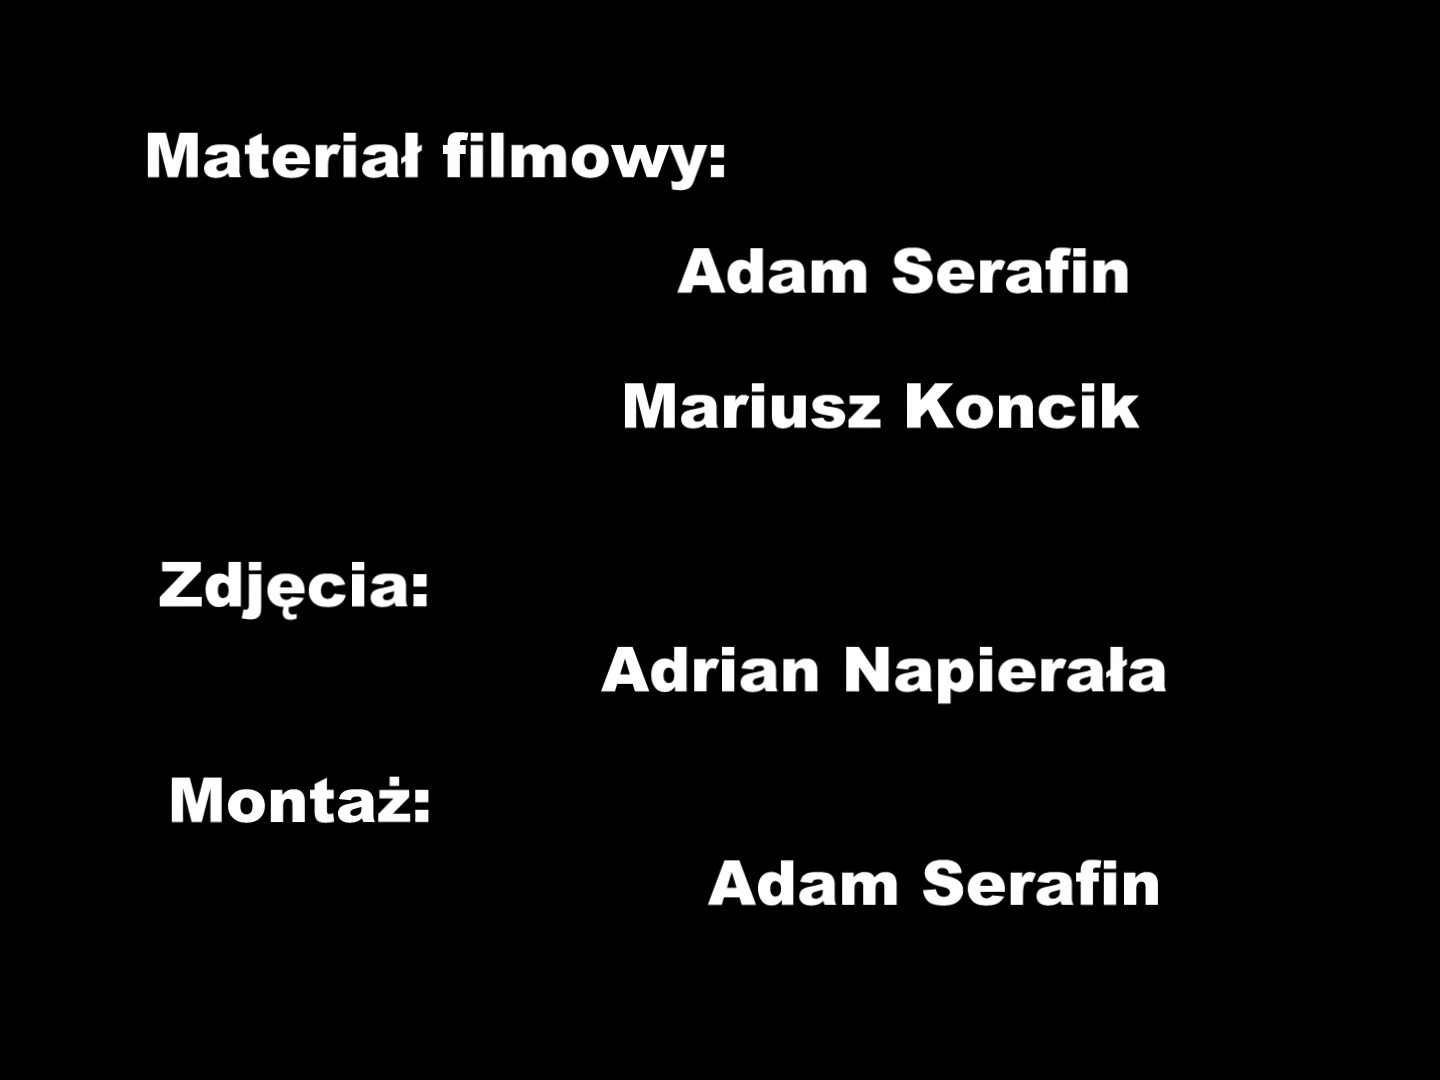 Materiał filmowy:
Adam Serafin
Mariusz Koncik
Zdjęcia:
Adrian Napierała
Montaż:
Adam Serafin